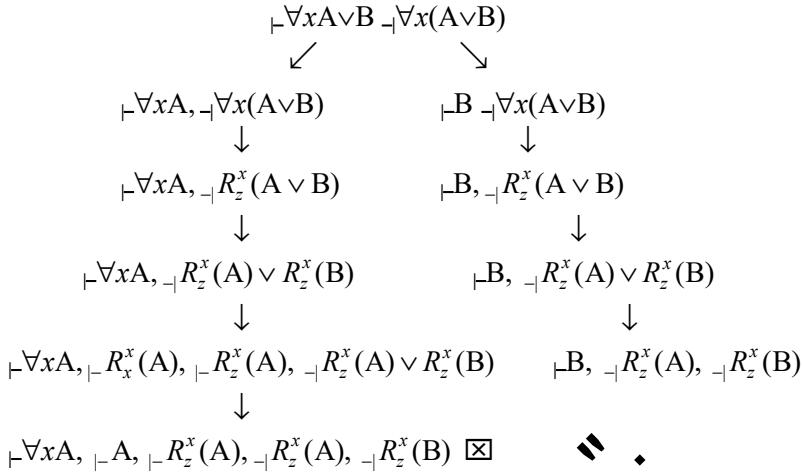 ⊢∀xA∨B ⊣∀x(A∨B)
↙ ↘
⊢∀xA, ⊣∀x(A∨B) ⊢B ⊣∀x(A∨B)
↓ ↓
⊢∀xA, ⊣R^x_z(A ∨ B) ⊢B, ⊣R^x_z(A ∨ B)
↓ ↓
⊢∀xA, ⊣R^x_z(A) ∨ R^x_z(B) ⊢B, ⊣R^x_z(A) ∨ R^x_z(B)
↓ ↓
⊢∀xA, ⊢R^x_x(A), ⊢R^x_z(A), ⊣R^x_z(A) ∨ R^x_z(B) ⊢B, ⊣R^x_z(A), ⊣R^x_z(B)
↓
⊢∀xA, ⊢A, ⊢R^x_z(A), ⊣R^x_z(A), ⊣R^x_z(B) ☒